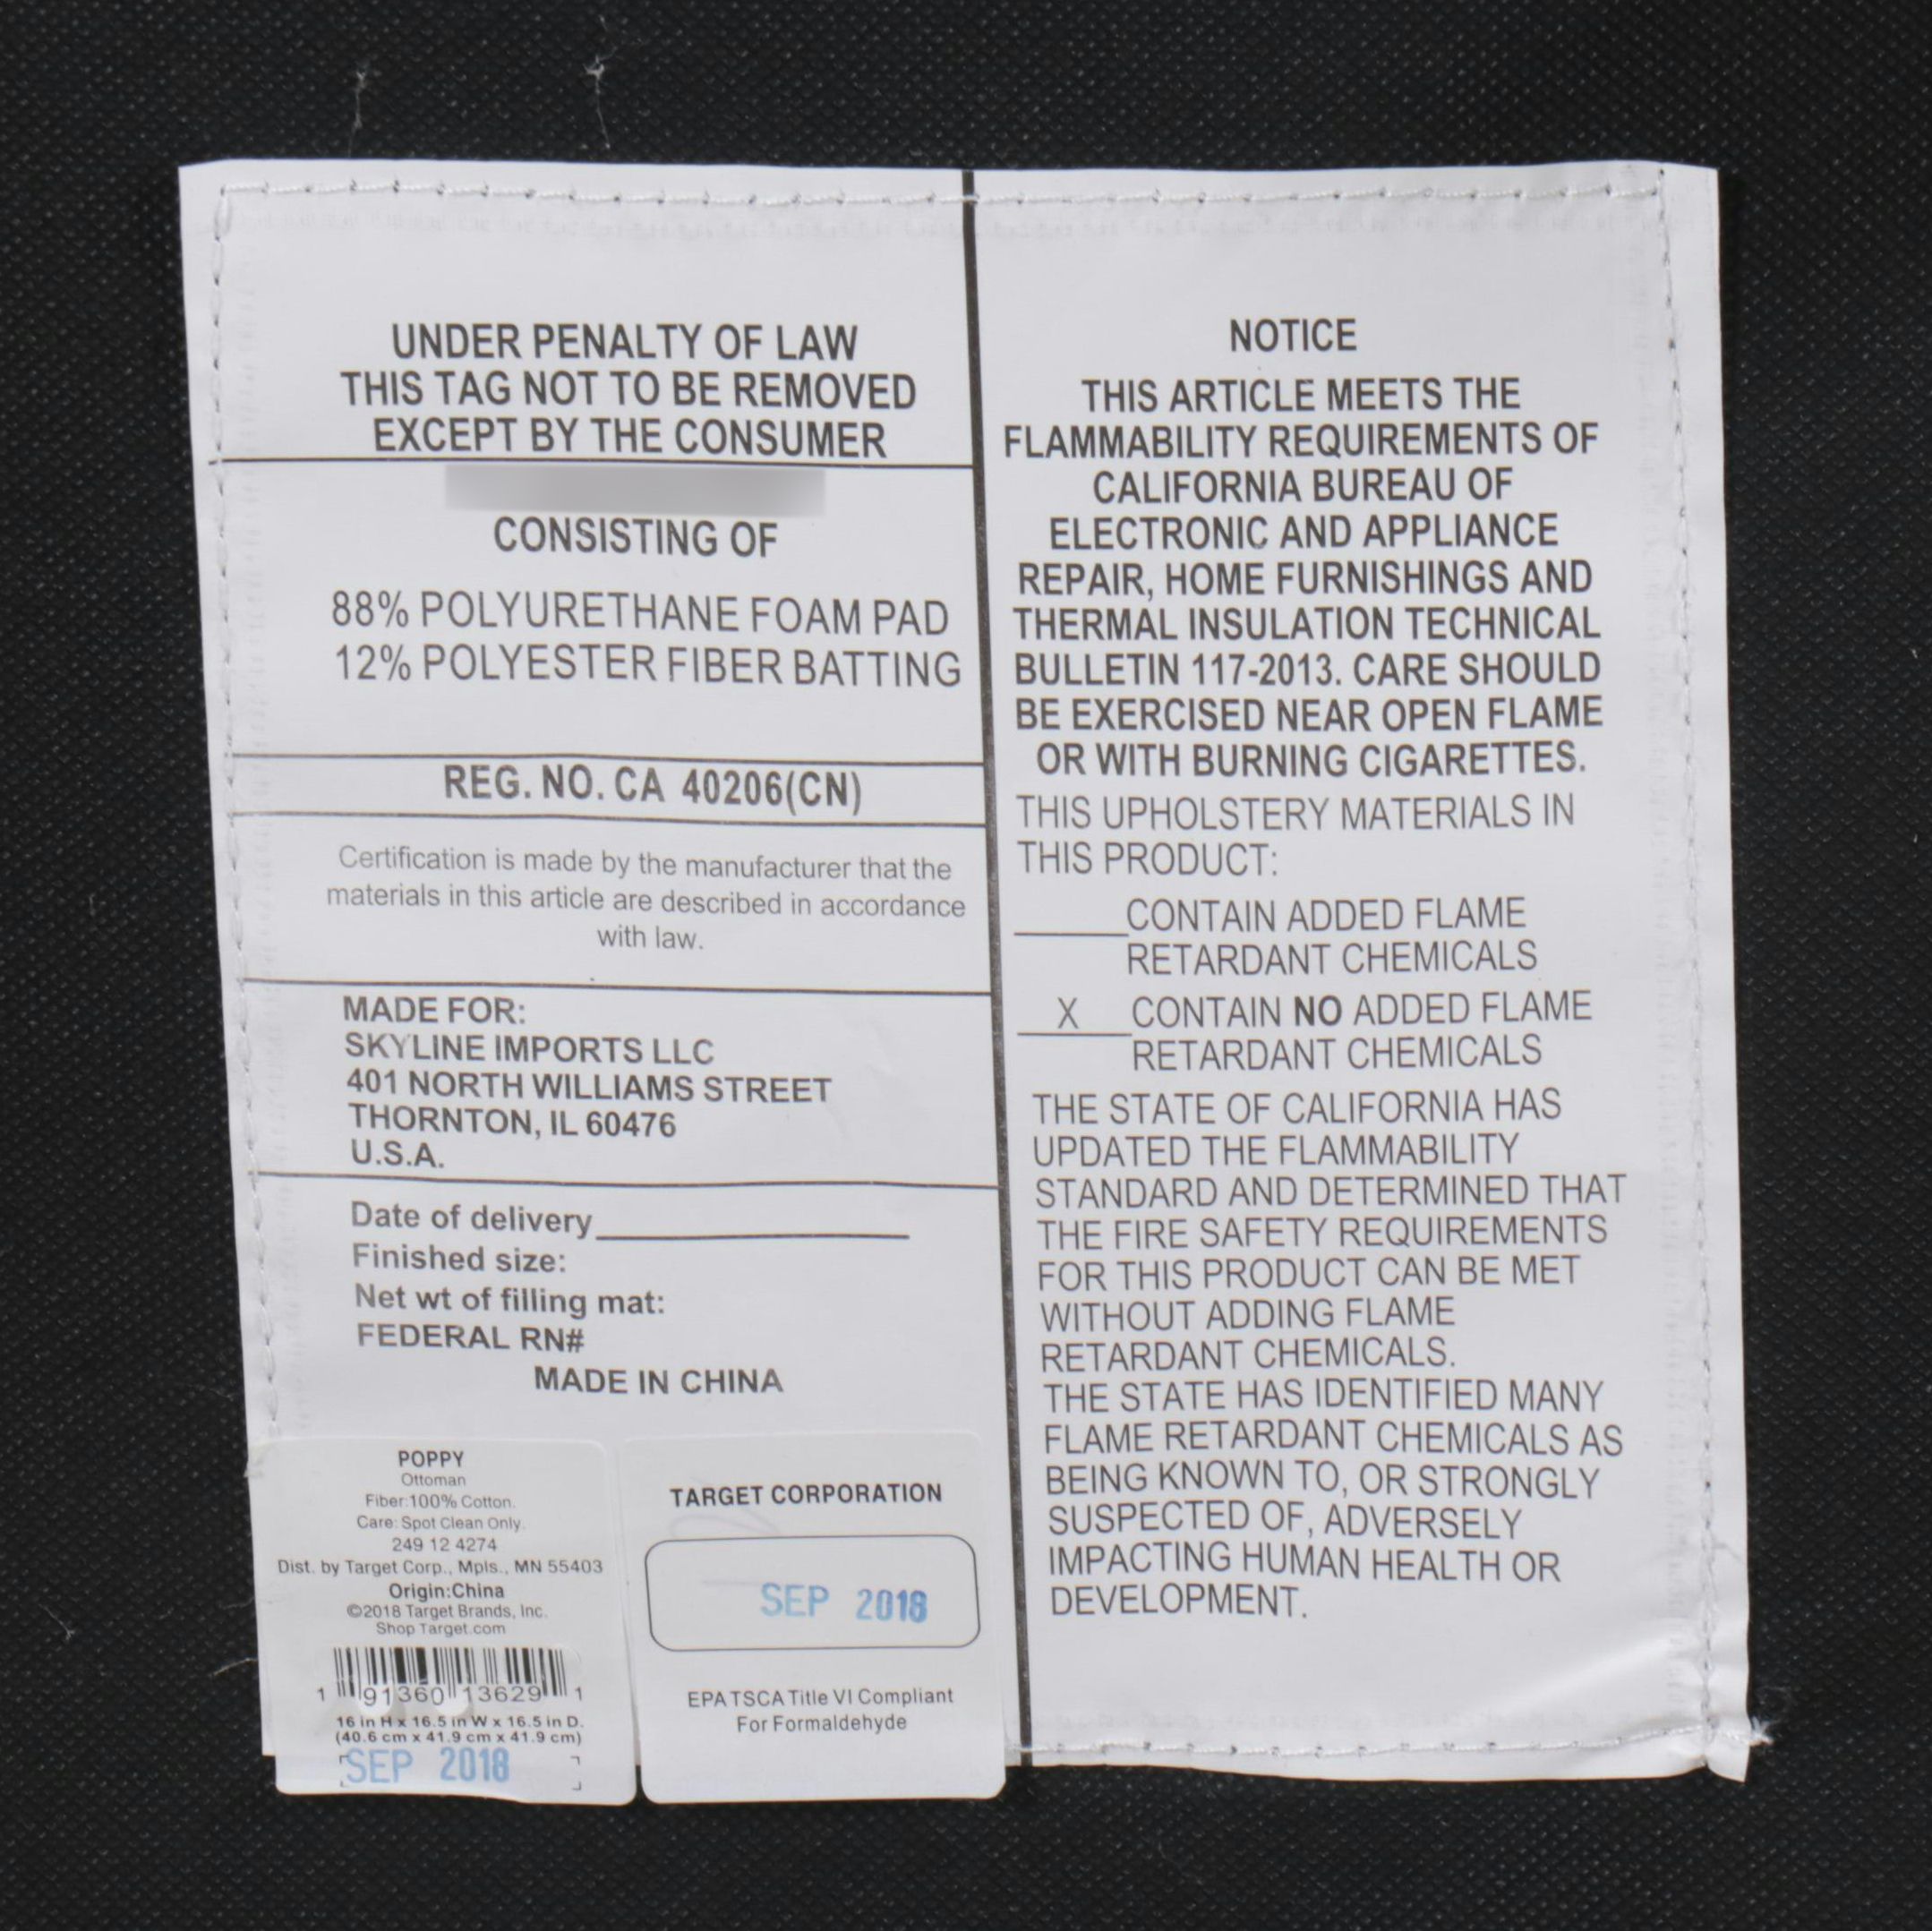 UNDER PENALTY OF LAW
THIS TAG NOT TO BE REMOVED
EXCEPT BY THE CONSUMER
CONSISTING OF
88% POLYURETHANE FOAM PAD
12% POLYESTER FIBER BATTING
REG. NO. CA 40206(CN)
Certification is made by the manufacturer that the
materials in this article are described in accordance
with law.
MADE FOR:
SKYLINE IMPORTS LLC
401 NORTH WILLIAMS STREET
THORNTON, IL 60476
U.S.A.
Date of delivery
Finished size:
Net wt of filling mat:
FEDERAL RN#
MADE IN CHINA
POPPY
Ottoman
Fiber:100% Cotton.
Care: Spot Clean Only.
249 12 4274
Dist. by Target Corp., Mpls., MN 55403
Origin:China
©2018 Target Brands, Inc.
Shop Target.com
1 91360 13629 1
16 in H x 16.5 in W x 16.5 in D.
(40.6 cm x 41.9 cm x 41.9 cm)
SEP 2018
TARGET CORPORATION
SEP 2018
EPA TSCA Title VI Compliant
For Formaldehyde
NOTICE
THIS ARTICLE MEETS THE
FLAMMABILITY REQUIREMENTS OF
CALIFORNIA BUREAU OF
ELECTRONIC AND APPLIANCE
REPAIR, HOME FURNISHINGS AND
THERMAL INSULATION TECHNICAL
BULLETIN 117-2013. CARE SHOULD
BE EXERCISED NEAR OPEN FLAME
OR WITH BURNING CIGARETTES.
THIS UPHOLSTERY MATERIALS IN
THIS PRODUCT:
CONTAIN ADDED FLAME
RETARDANT CHEMICALS
X CONTAIN NO ADDED FLAME
RETARDANT CHEMICALS
THE STATE OF CALIFORNIA HAS
UPDATED THE FLAMMABILITY
STANDARD AND DETERMINED THAT
THE FIRE SAFETY REQUIREMENTS
FOR THIS PRODUCT CAN BE MET
WITHOUT ADDING FLAME
RETARDANT CHEMICALS.
THE STATE HAS IDENTIFIED MANY
FLAME RETARDANT CHEMICALS AS
BEING KNOWN TO, OR STRONGLY
SUSPECTED OF, ADVERSELY
IMPACTING HUMAN HEALTH OR
DEVELOPMENT.